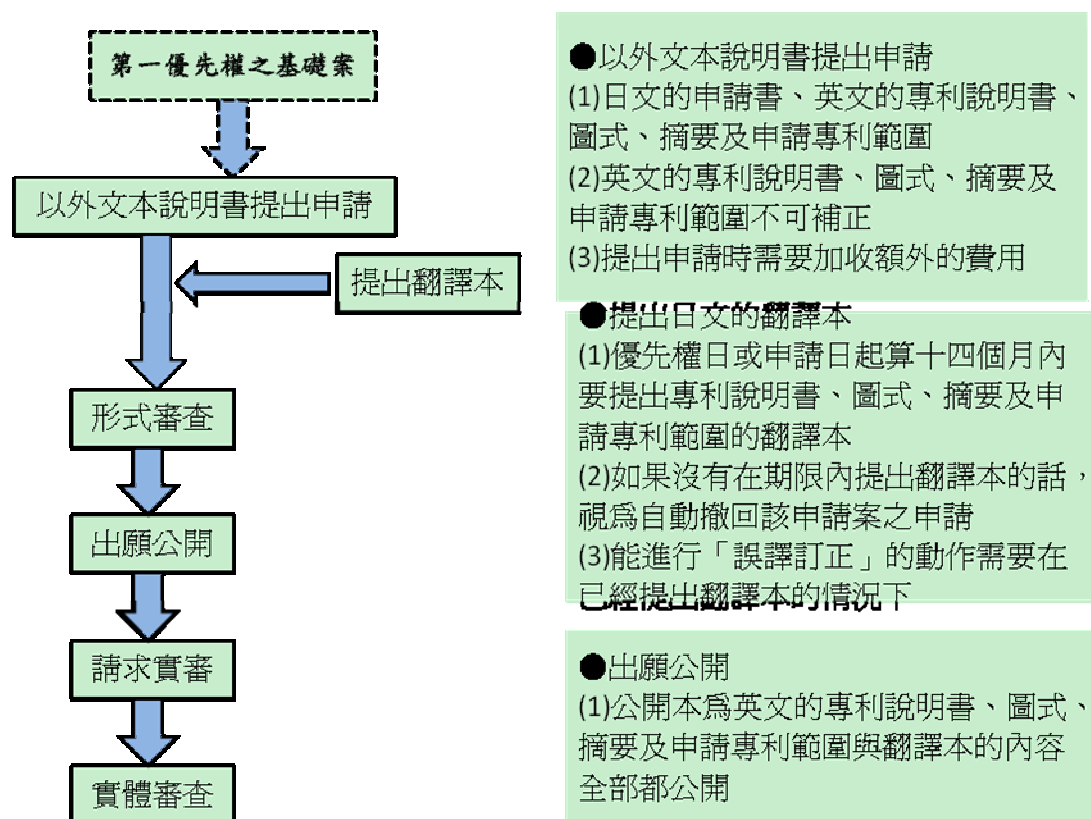 第一優先權之基礎案
以外文本說明書提出申請
提出翻譯本
形式審查
出願公開
請求實審
實體審查
●以外文本說明書提出申請
(1)日文的申請書、英文的專利說明書、
圖式、摘要及申請專利範圍
(2)英文的專利說明書、圖式、摘要及
申請專利範圍不可補正
(3)提出申請時需要加收額外的費用
●提出日文的翻譯本
(1)優先權日或申請日起算十四個月內
要提出專利說明書、圖式、摘要及申
請專利範圍的翻譯本
(2)如果沒有在期限內提出翻譯本的話，
視為自動撤回該申請案之申請
(3)能進行「誤譯訂正」的動作需要在
已經提出翻譯本的情況下
●出願公開
(1)公開本為英文的專利說明書、圖式、
摘要及申請專利範圍與翻譯本的內容
全部都公開